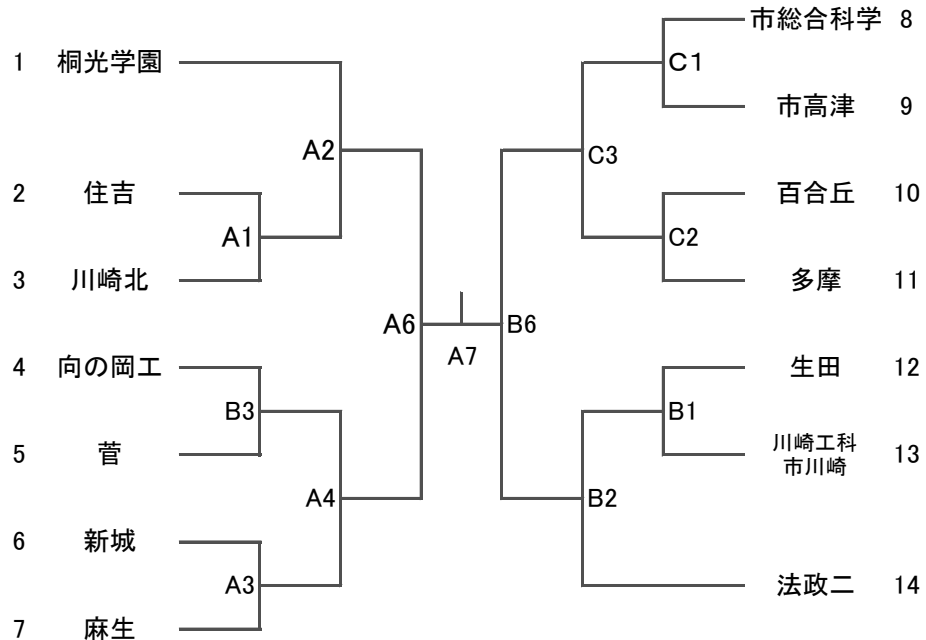 1 桐光学園
2 住吉
3 川崎北
4 向の岡工
5 菅
6 新城
7 麻生
A2
A1
B3
A4
A3
A6
A7
B6
C1
C3
C2
B1
B2
市総合科学 8
市高津 9
百合丘 10
多摩 11
生田 12
川崎工科
市川崎 13
法政二 14